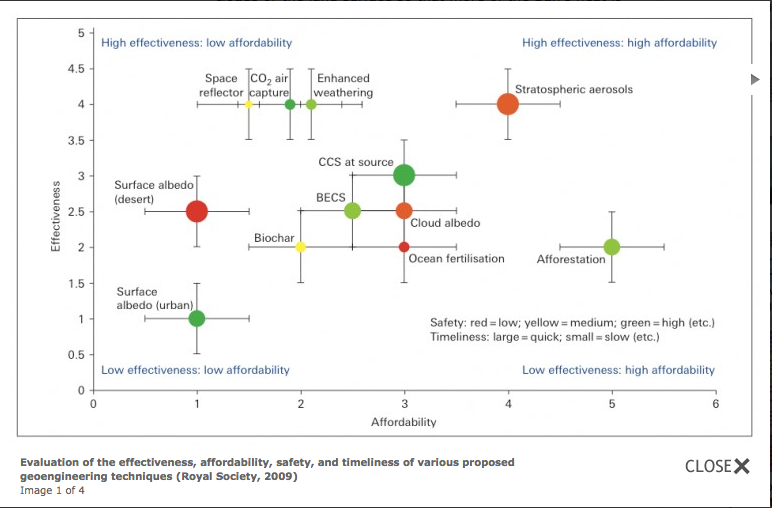 5
High effectiveness: low affordability
High effectiveness: high affordability
4.5
Space
reflector
CO2 air
capture
Enhanced
weathering
Stratospheric aerosols
4
3.5
CCS at source
3
Surface albedo
(desert)
BECS
2.5
Cloud albedo
Biochar
2
Ocean fertilisation
Afforestation
1.5
Surface
albedo (urban)
1
Safety: red = low; yellow = medium; green = high (etc.)
Timeliness: large = quick; small = slow (etc.)
0.5
Low effectiveness: low affordability
Low effectiveness: high affordability
0
Effectiveness
0 1 2 3 4 5 6
Affordability
Evaluation of the effectiveness, affordability, safety, and timeliness of various proposed
geoengineering techniques (Royal Society, 2009)
Image 1 of 4
CLOSE X